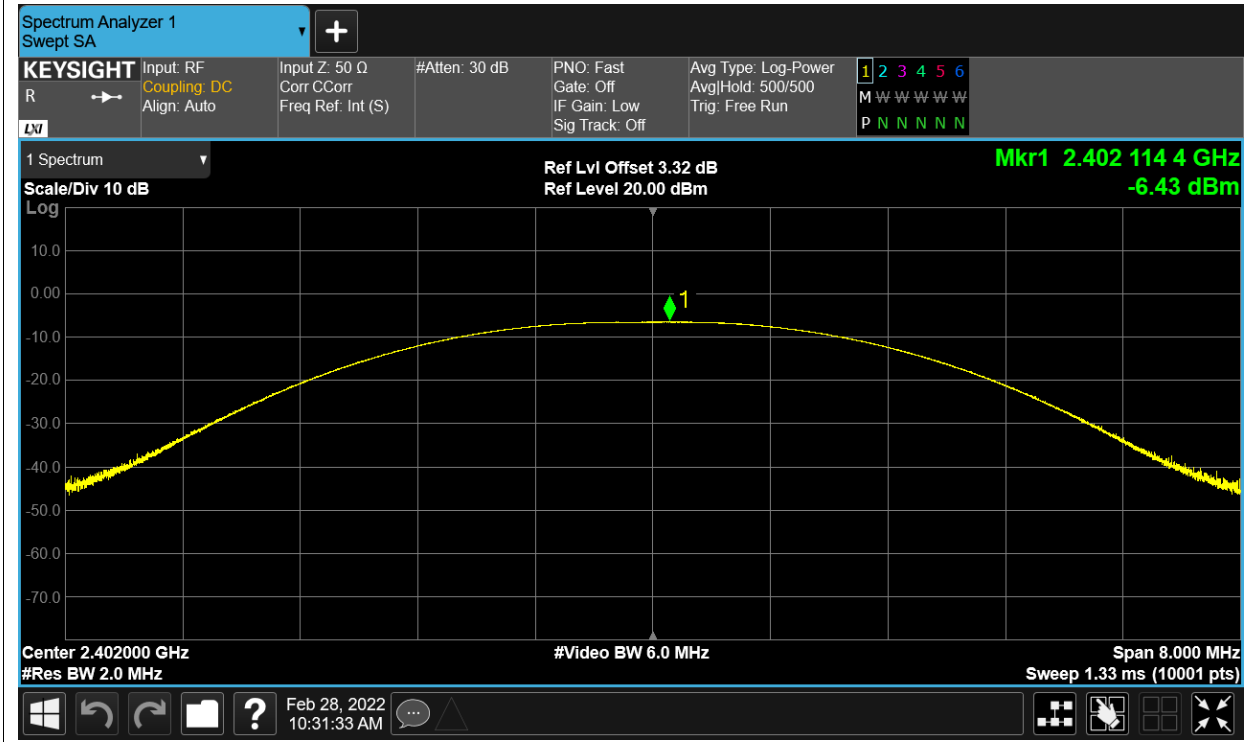 Spectrum Analyzer 1
Swept SA
KEYSIGHT
R
LXI
Input: RF
Coupling: DC
Align: Auto
Input Z: 50 Ω
Corr CCorr
Freq Ref: Int (S)
#Atten: 30 dB
PNO: Fast
Gate: Off
IF Gain: Low
Sig Track: Off
Avg Type: Log-Power
Avg|Hold: 500/500
Trig: Free Run
1 2 3 4 5 6
M W W W W W
P N N N N N
1 Spectrum
Scale/Div 10 dB
Log
Ref Lvl Offset 3.32 dB
Ref Level 20.00 dBm
Mkr1 2.402 114 4 GHz
-6.43 dBm
10.0
0.00
-10.0
-20.0
-30.0
-40.0
-50.0
-60.0
-70.0
1
Center 2.402000 GHz
#Res BW 2.0 MHz
#Video BW 6.0 MHz
Span 8.000 MHz
Sweep 1.33 ms (10001 pts)
?
Feb 28, 2022
10:31:33 AM